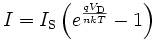 I = I_S ( e^{qV_D / nkT} − 1 )